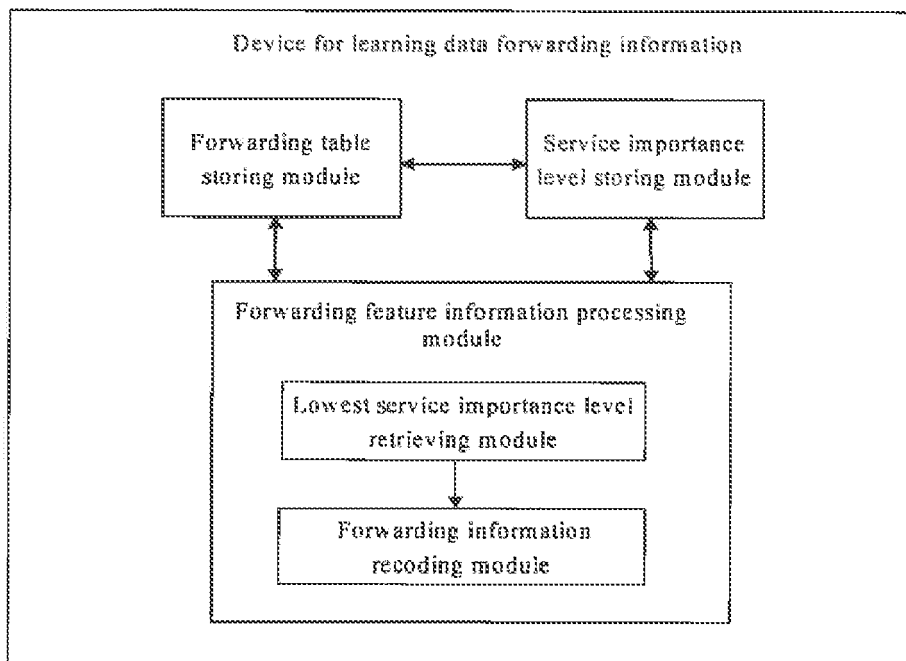 Device for learning data forwarding information
Forwarding table
storing module
Service importance
level storing module
Forwarding feature information processing
module
Lowest service importance level
retrieving module
Forwarding information
recoding module